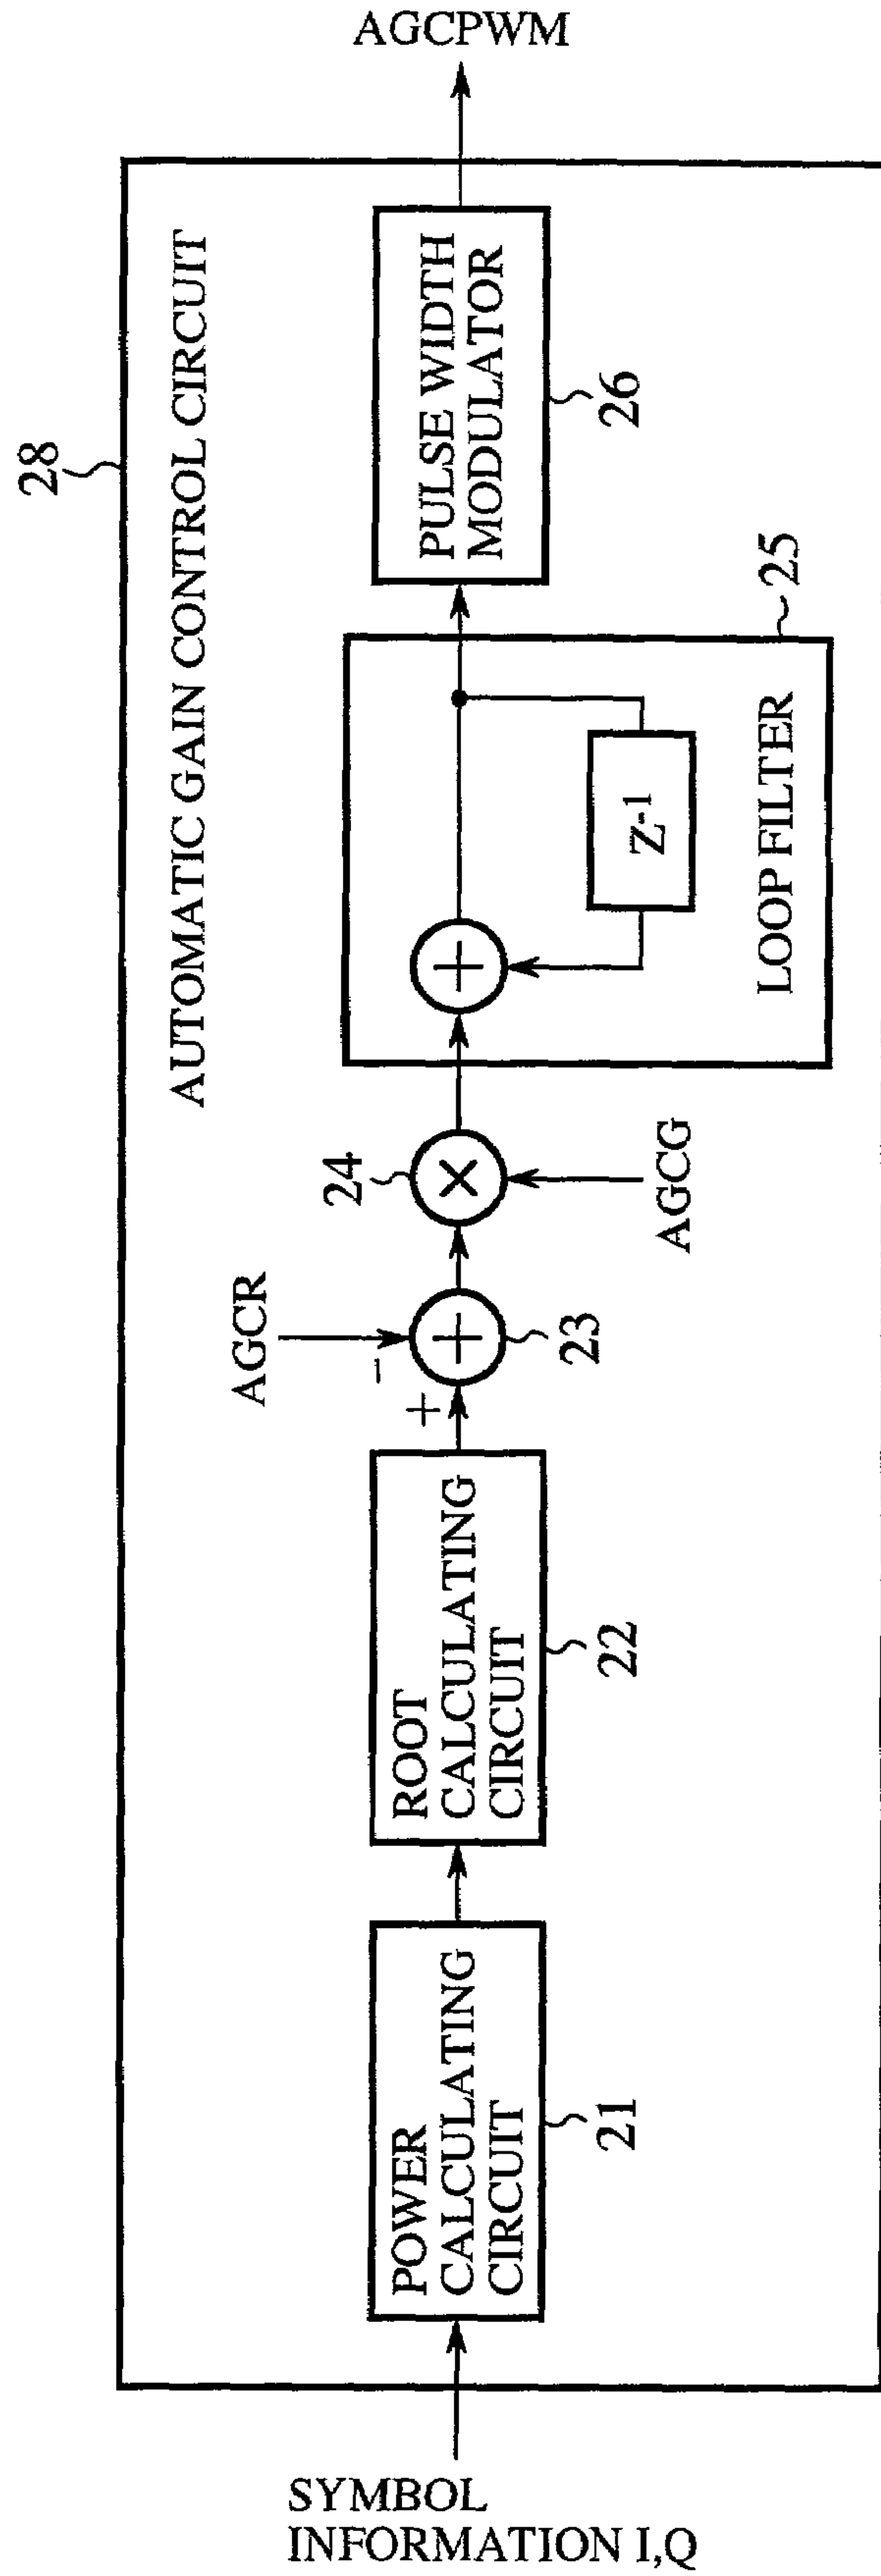 28
AUTOMATIC GAIN CONTROL CIRCUIT
SYMBOL
INFORMATION I,Q
POWER
CALCULATING
CIRCUIT
21
ROOT
CALCULATING
CIRCUIT
22
AGCR
-
+
+
23
24
×
AGCG
+
Z-1
LOOP FILTER
25
PULSE WIDTH
MODULATOR
26
AGCPWM